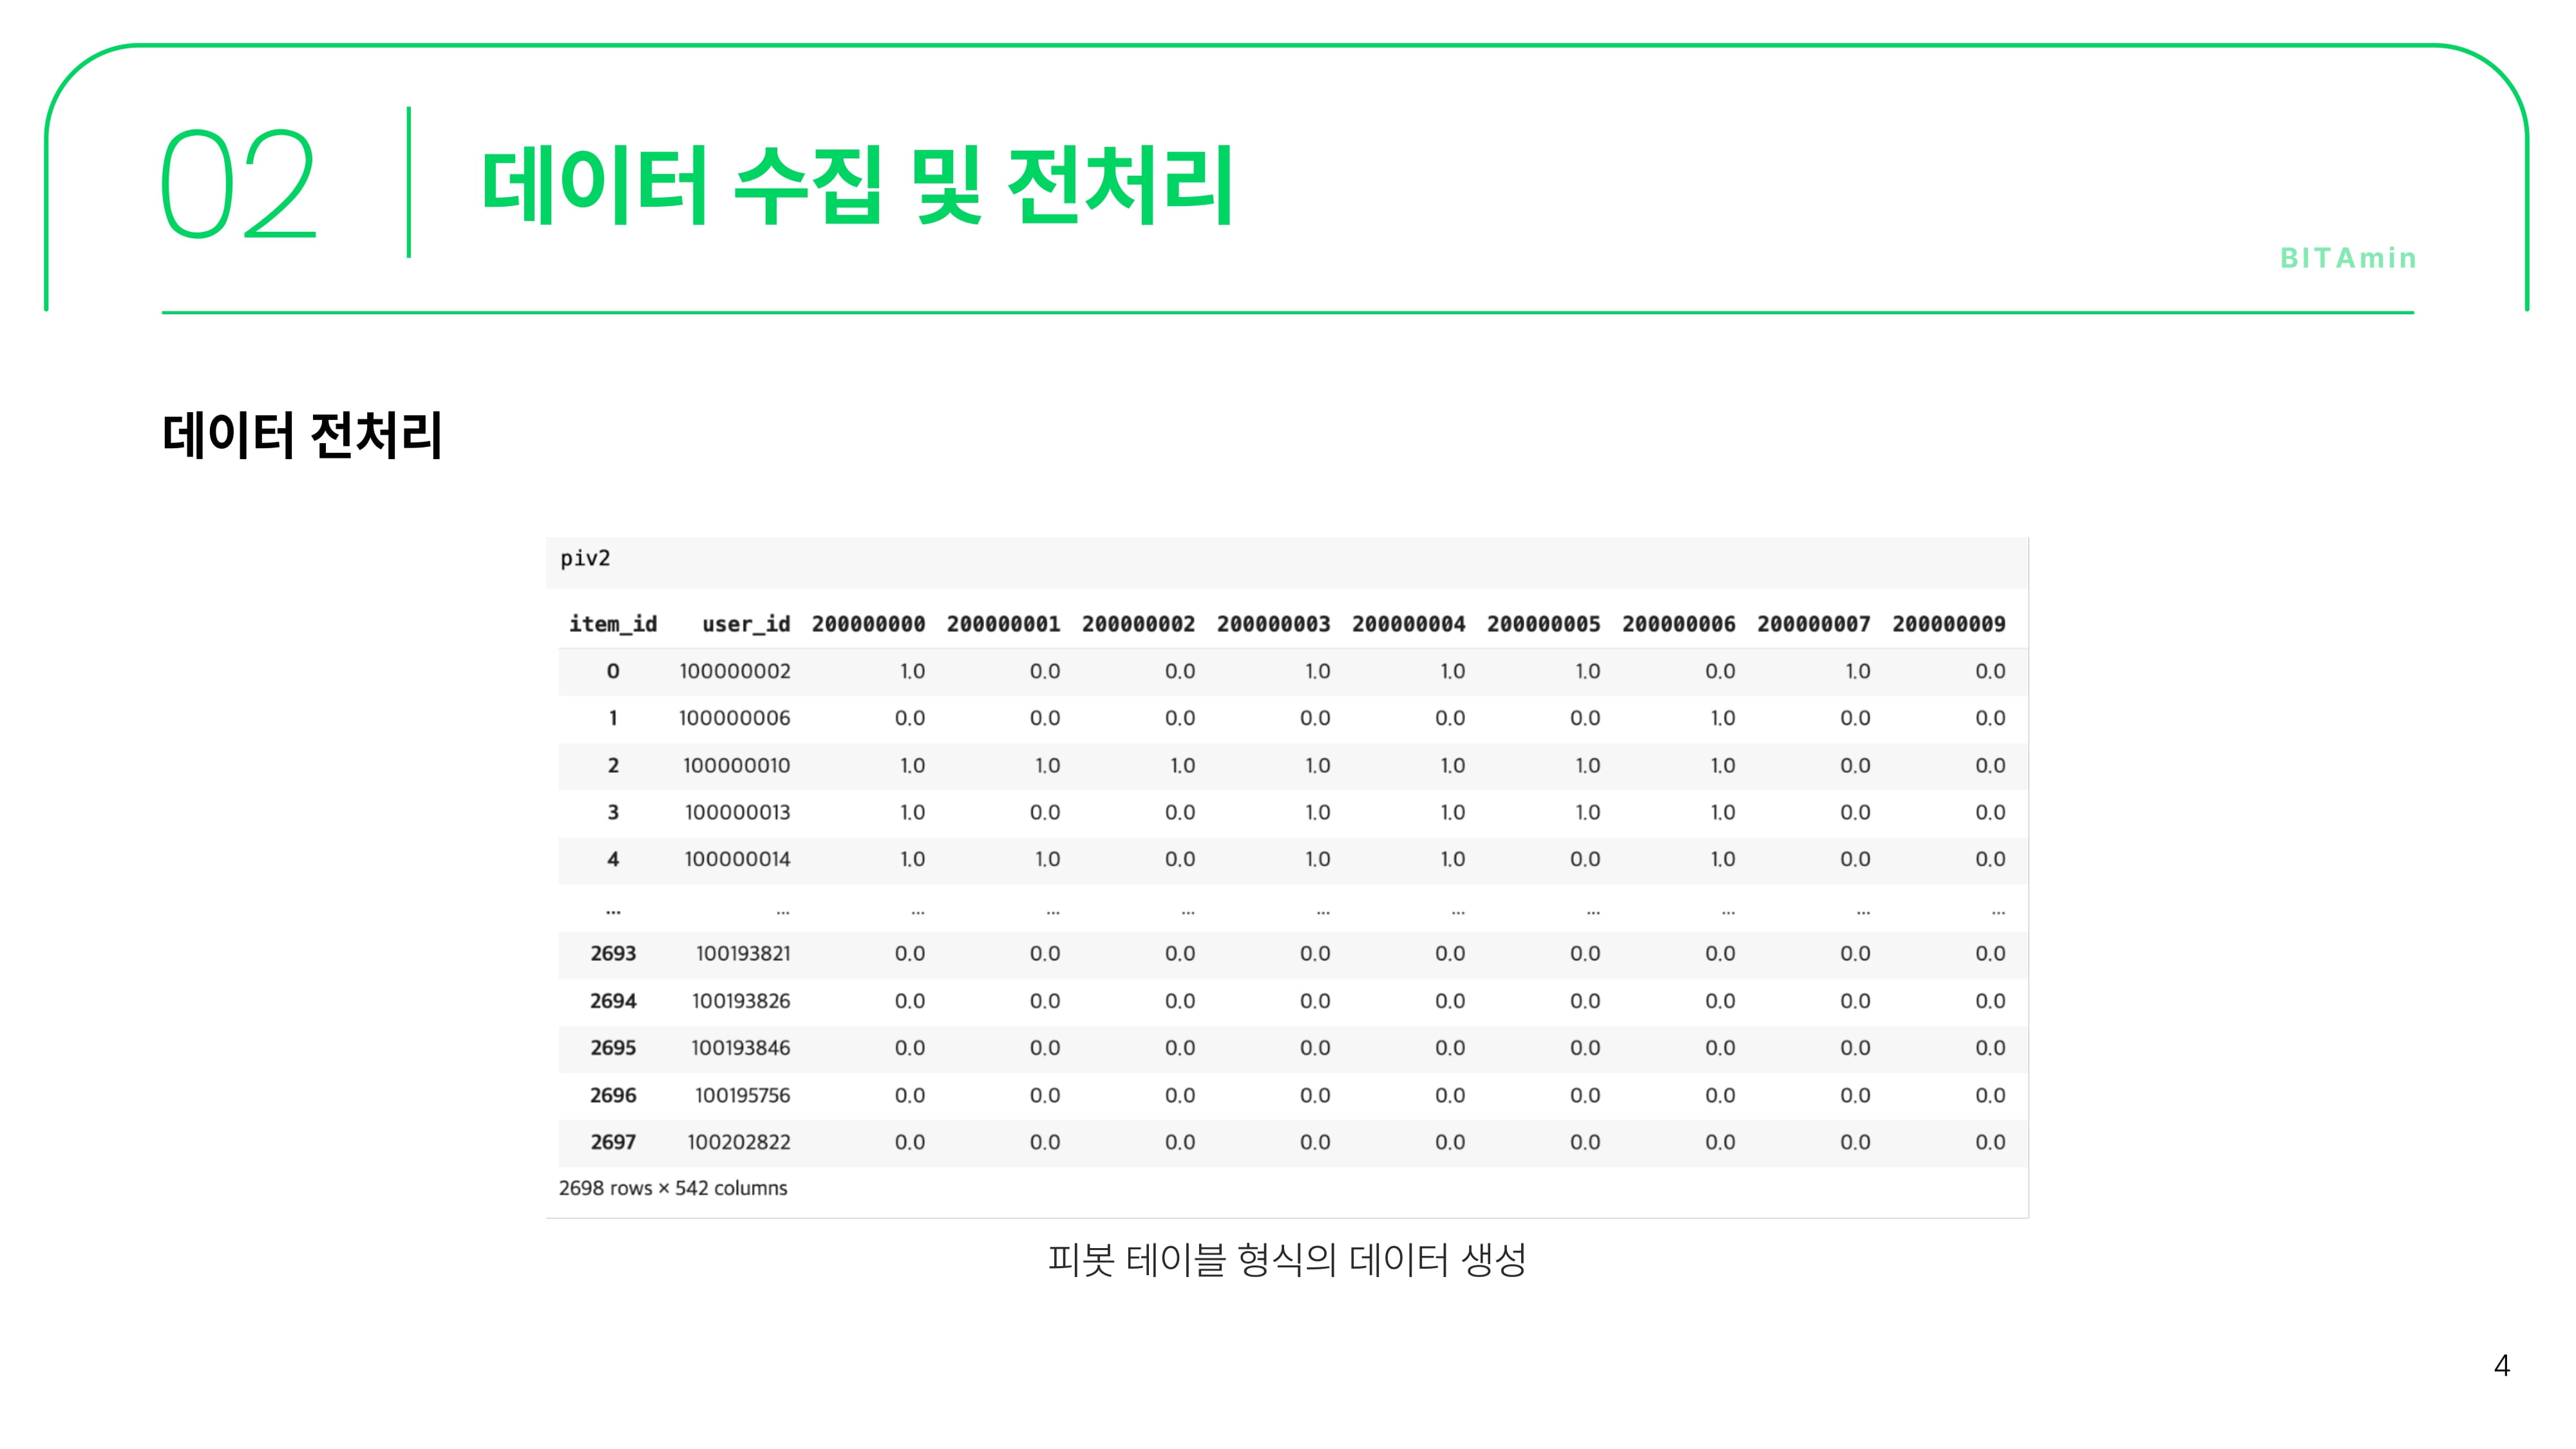 02
데이터 수집 및 전처리
BITAmin
데이터 전처리
piv2
item_id user_id 200000000 200000001 200000002 200000003 200000004 200000005 200000006 200000007 200000009
0 100000002 1.0 0.0 0.0 1.0 1.0 1.0 0.0 1.0 0.0
1 100000006 0.0 0.0 0.0 0.0 0.0 0.0 1.0 0.0 0.0
2 100000010 1.0 1.0 1.0 1.0 1.0 1.0 1.0 0.0 0.0
3 100000013 1.0 0.0 0.0 1.0 1.0 1.0 1.0 0.0 0.0
4 100000014 1.0 1.0 0.0 1.0 1.0 0.0 1.0 0.0 0.0
... ... ... ... ... ... ... ... ... ... ...
2693 100193821 0.0 0.0 0.0 0.0 0.0 0.0 0.0 0.0 0.0
2694 100193826 0.0 0.0 0.0 0.0 0.0 0.0 0.0 0.0 0.0
2695 100193846 0.0 0.0 0.0 0.0 0.0 0.0 0.0 0.0 0.0
2696 100195756 0.0 0.0 0.0 0.0 0.0 0.0 0.0 0.0 0.0
2697 100202822 0.0 0.0 0.0 0.0 0.0 0.0 0.0 0.0 0.0
2698 rows × 542 columns
피봇 테이블 형식의 데이터 생성
4